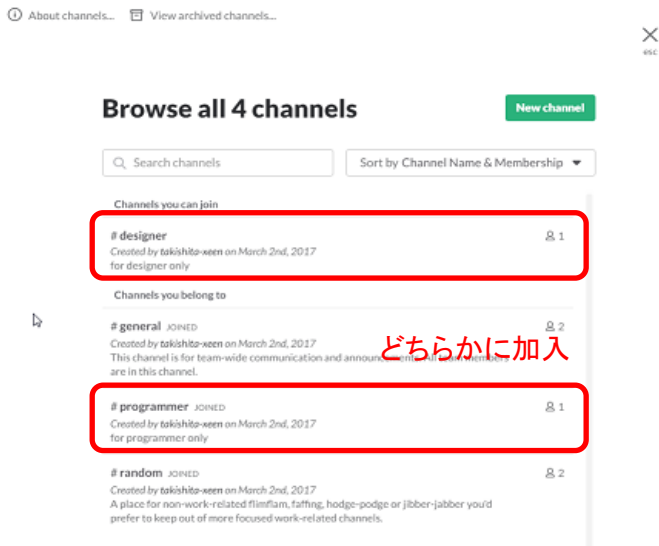 About channels...
View archived channels...
esc
Browse all 4 channels
New channel
Search channels
Sort by Channel Name & Membership
Channels you can join
# designer
1
Created by takishita-xeen on March 2nd, 2017
for designer only
Channels you belong to
# general JOINED
2
Created by takishita-xeen on March 2nd, 2017
どちらかに加入
This channel is for team-wide communication and announcements. All team members
are in this channel.
# programmer JOINED
1
Created by takishita-xeen on March 2nd, 2017
for programmer only
# random JOINED
2
Created by takishita-xeen on March 2nd, 2017
A place for non-work-related flimflam, faffing, hodge-podge or jibber-jabber you'd
prefer to keep out of more focused work-related channels.